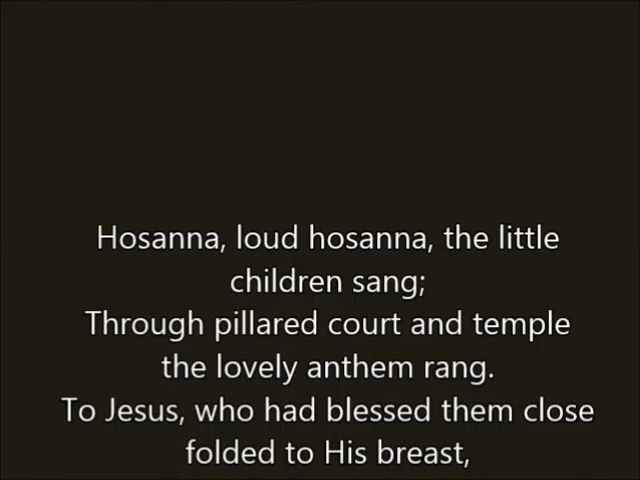 Hosanna, loud hosanna, the little
children sang;
Through pillared court and temple
the lovely anthem rang.
To Jesus, who had blessed them close
folded to His breast,